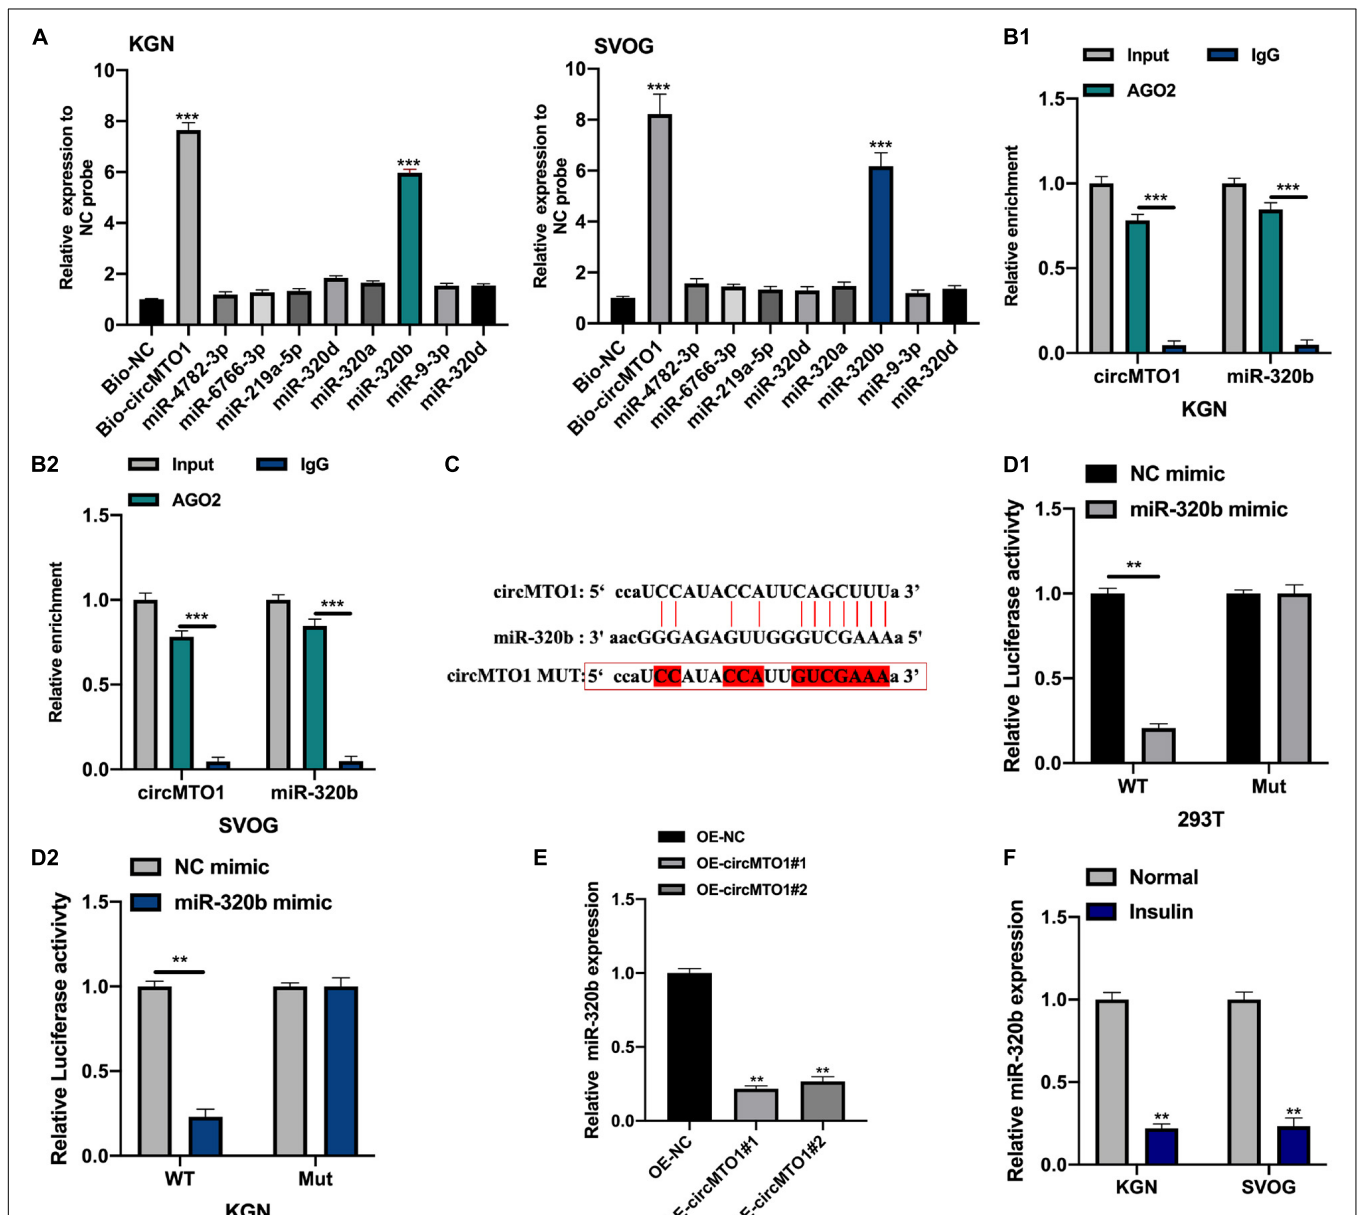 A
KGN
Relative expression to
NC probe
10
8
6
4
2
0
***
***
Bio-NC
Bio-circMTO1
miR-4782-3p
miR-6766-3p
miR-219a-5p
miR-320d
miR-320a
miR-320b
miR-9-3p
miR-320d
SVOG
Relative expression to
NC probe
10
8
6
4
2
0
***
***
Bio-NC
Bio-circMTO1
miR-4782-3p
miR-6766-3p
miR-219a-5p
miR-320d
miR-320a
miR-320b
miR-9-3p
miR-320d
B1
Input
IgG
AGO2
Relative enrichment
1.5
1.0
0.5
0.0
***
***
circMTO1
miR-320b
KGN
B2
Input
IgG
AGO2
Relative enrichment
1.5
1.0
0.5
0.0
***
***
circMTO1
miR-320b
SVOG
C
circMTO1: 5‘ ccaUCCAUACCAUUCAGCUUUa 3’
miR-320b : 3' aacGGGAGAGUUGGGUCGAAAa 5'
circMTO1 MUT:5‘ ccaUCCAUACCAUUGUCGAAAa 3’
D1
NC mimic
miR-320b mimic
Relative Luciferase activivty
1.5
1.0
0.5
0.0
**
WT
Mut
293T
D2
NC mimic
miR-320b mimic
Relative Luciferase activivty
1.5
1.0
0.5
0.0
**
WT
Mut
KGN
E
OE-NC
OE-circMTO1#1
OE-circMTO1#2
Relative miR-320b expression
1.5
1.0
0.5
0.0
**
**
OE-NC
E-circMTO1#1
E-circMTO1#2
F
Normal
Insulin
Relative miR-320b expression
1.5
1.0
0.5
0.0
**
**
KGN
SVOG